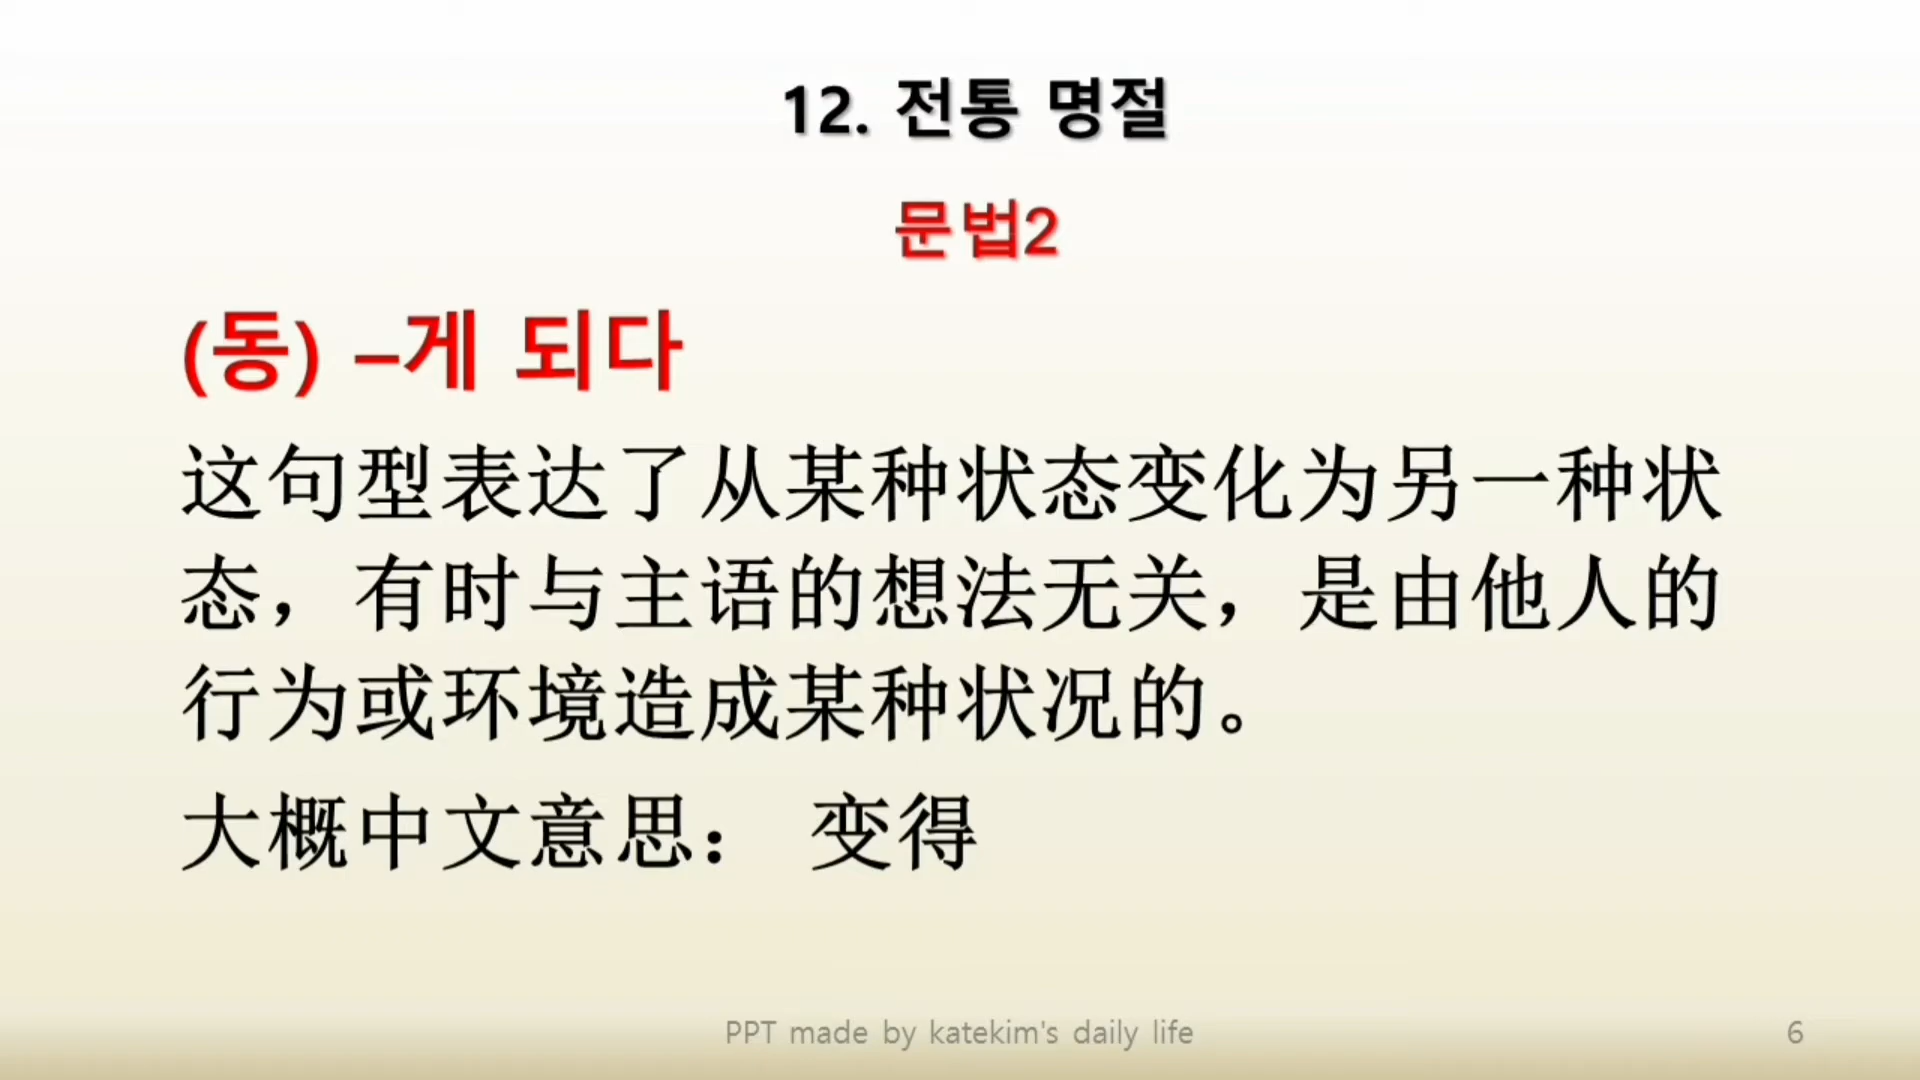 12. 전통 명절
문법2
(동) –게 되다
这句型表达了从某种状态变化为另一种状
态，有时与主语的想法无关，是由他人的
行为或环境造成某种状况的。
大概中文意思： 变得
PPT made by katekim's daily life
6